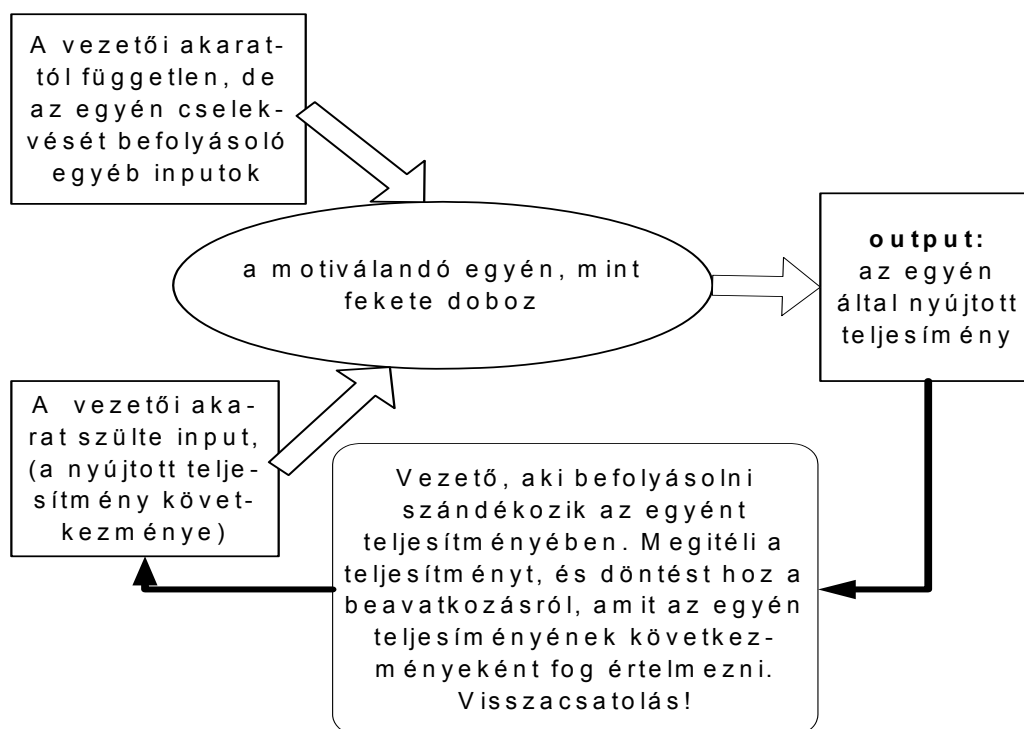 A vezetői akarat-
tól független, de
az egyén cselek-
vését befolyásoló
egyéb inputok
a motiválandó egyén, mint
fekete doboz
output:
az egyén
által nyújtott
teljesímény
A vezetői aka-
rat szülte input,
(a nyújtott telje-
sítmény követ-
kezménye)
Vezető, aki befolyásolni
szándékozik az egyént
teljesítményében. Megitéli a
teljesítményt, és döntést hoz a
beavatkozásról, amit az egyén
teljesíményének következ-
ményeként fog értelmezni.
Visszacsatolás!